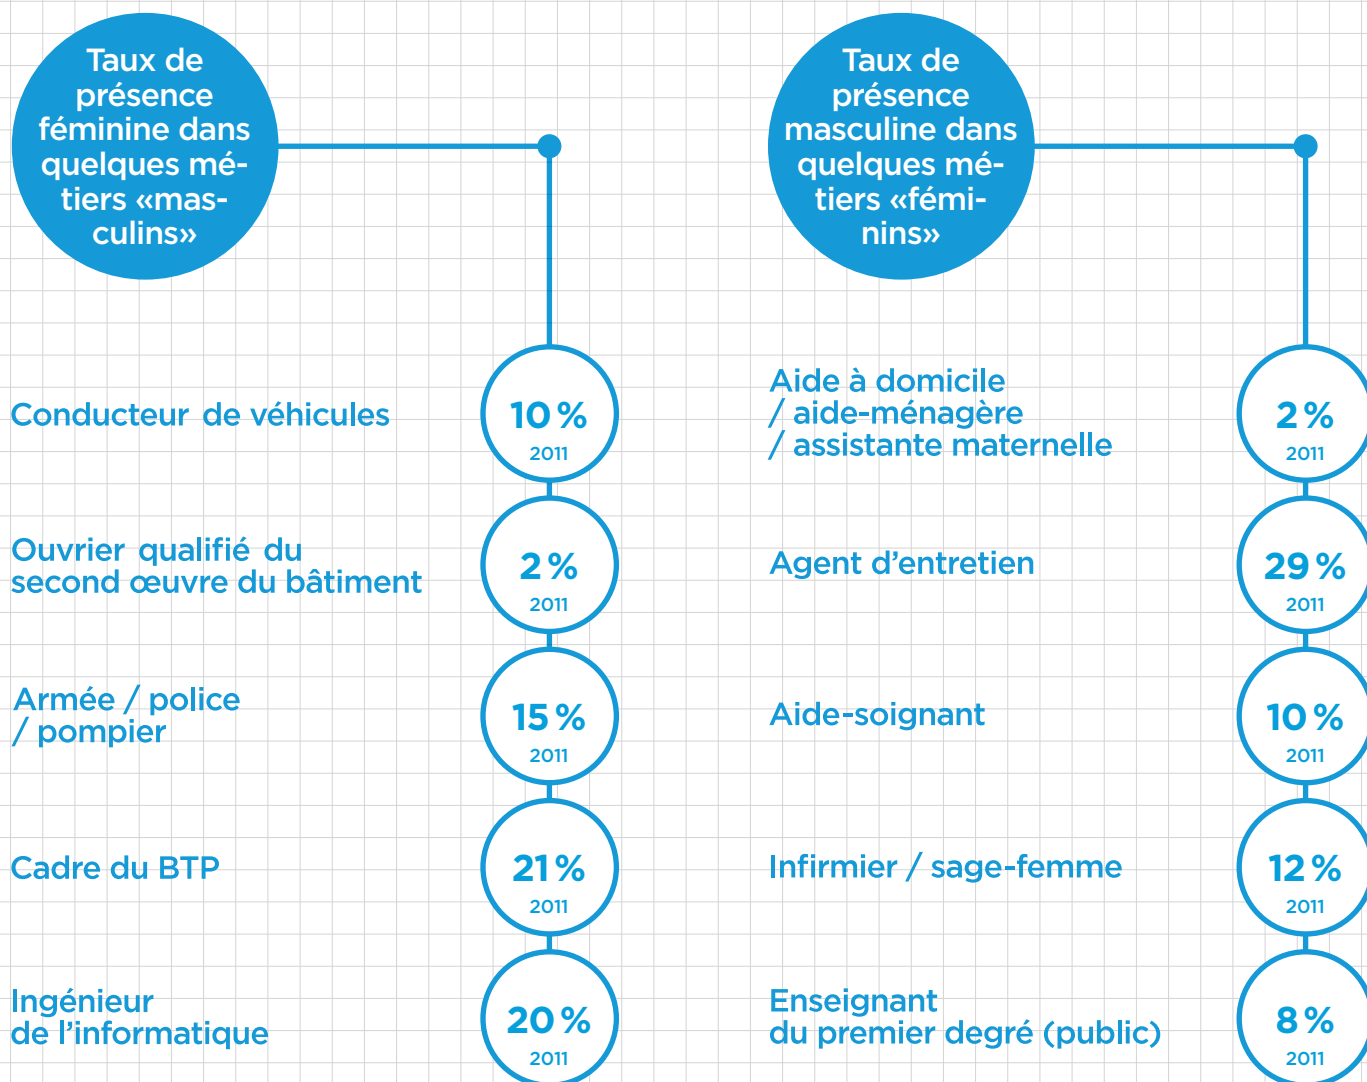 Taux de
présence
féminine dans
quelques mé-
tiers «mas-
culins»
Conducteur de véhicules
10 %
2011
Ouvrier qualifié du
second œuvre du bâtiment
2 %
2011
Armée / police
/ pompier
15 %
2011
Cadre du BTP
21 %
2011
Ingénieur
de l’informatique
20 %
2011
Taux de
présence
masculine dans
quelques mé-
tiers «fémi-
nins»
Aide à domicile
/ aide-ménagère
/ assistante maternelle
2 %
2011
Agent d’entretien
29 %
2011
Aide-soignant
10 %
2011
Infirmier / sage-femme
12 %
2011
Enseignant
du premier degré (public)
8 %
2011